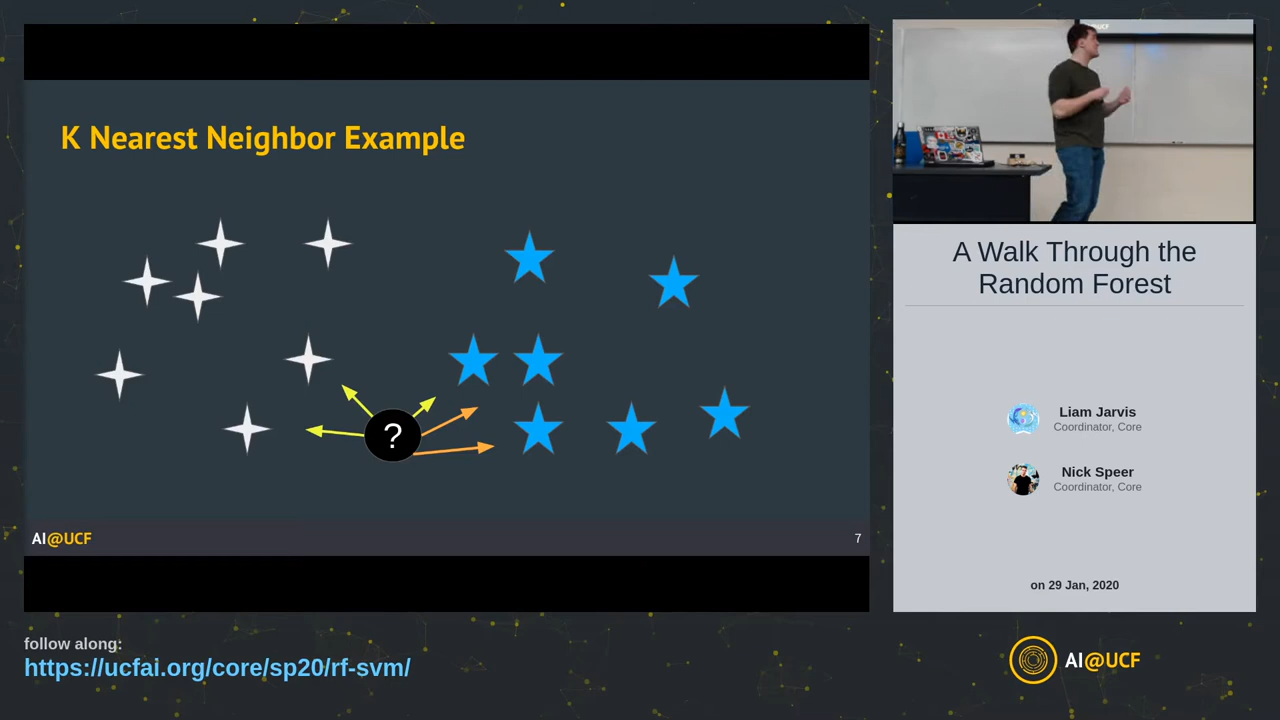 K Nearest Neighbor Example
?
AI@UCF
7
A Walk Through the
Random Forest
Liam Jarvis
Coordinator, Core
Nick Speer
Coordinator, Core
on 29 Jan, 2020
follow along:
https://ucfai.org/core/sp20/rf-svm/
AI@UCF